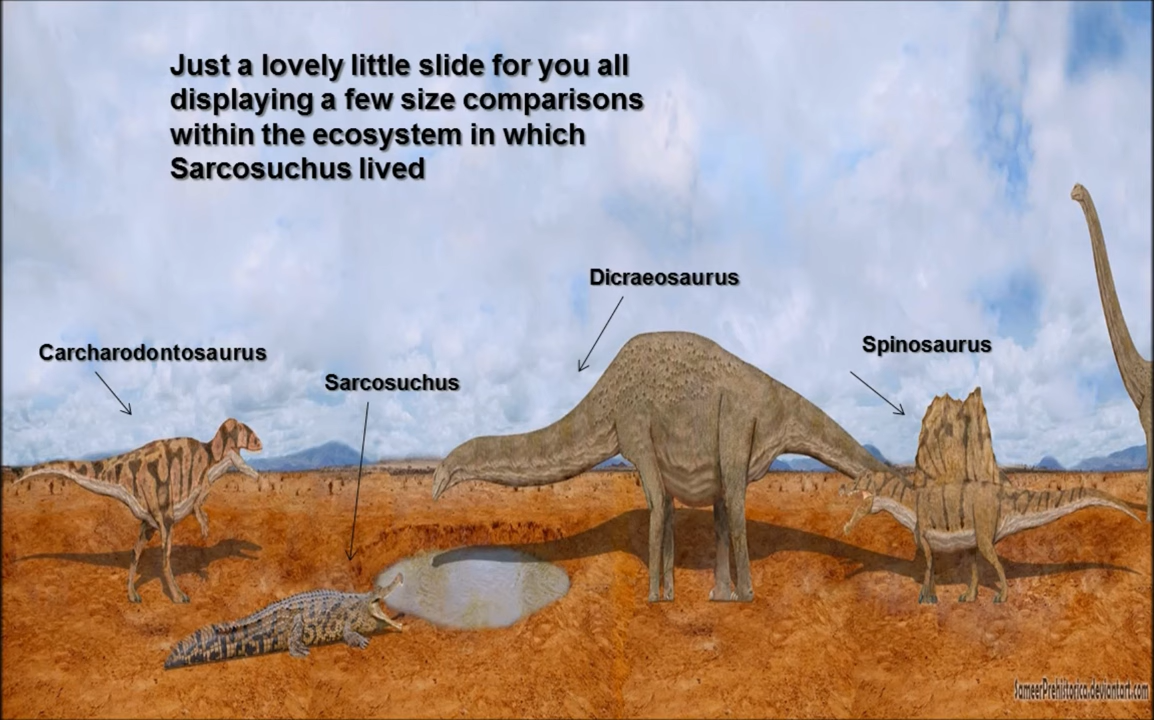 Just a lovely little slide for you all
displaying a few size comparisons
within the ecosystem in which
Sarcosuchus lived
Dicraeosaurus
Spinosaurus
Carcharodontosaurus
Sarcosuchus
SameerPrehistorica.deviantart.com